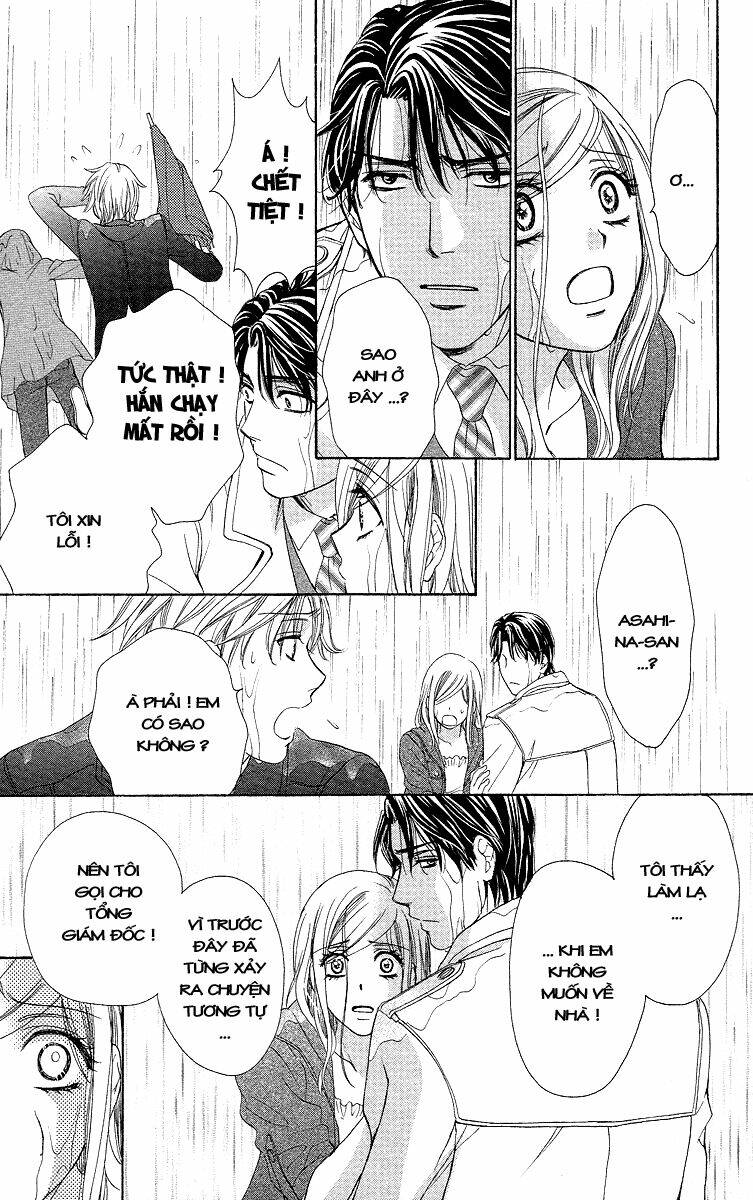 Ơ...
SAO
ANH Ở
ĐÂY ...?
Á !
CHẾT
TIỆT !
TỨC THẬT !
HẮN CHẠY
MẤT RỒI !
TÔI XIN
LỖI !
ASAHI-
NA-SAN
...?
À PHẢI ! EM
CÓ SAO
KHÔNG ?
TÔI THẤY
LÀM LẠ
...
... KHI EM
KHÔNG
MUỐN VỀ
NHÀ !
VÌ TRƯỚC
ĐÂY ĐÃ
TỪNG XẢY
RA CHUYỆN
TƯƠNG TỰ
...
NÊN TÔI
GỌI CHO
TỔNG
GIÁM ĐỐC !